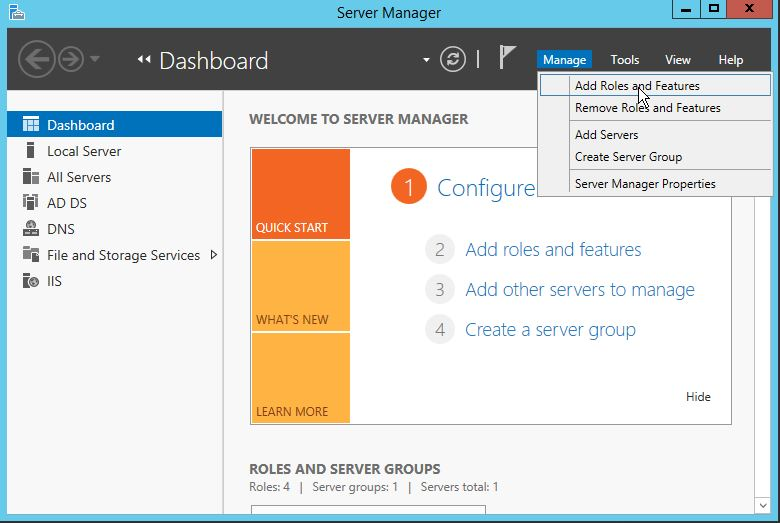 Server Manager
Dashboard
Manage Tools View Help
Add Roles and Features
Remove Roles and Features
Add Servers
Create Server Group
Server Manager Properties
Dashboard
Local Server
All Servers
AD DS
DNS
File and Storage Services
IIS
WELCOME TO SERVER MANAGER
QUICK START
WHAT'S NEW
LEARN MORE
1 Configure
2 Add roles and features
3 Add other servers to manage
4 Create a server group
Hide
ROLES AND SERVER GROUPS
Roles: 4 | Server groups: 1 | Servers total: 1